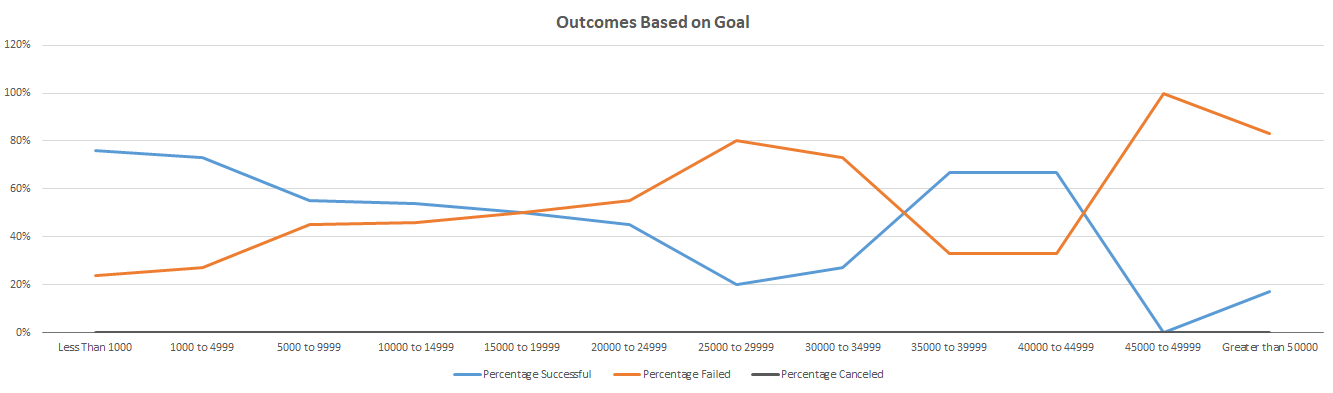 Outcomes Based on Goal
120%
100%
80%
60%
40%
20%
0%
Less Than 1000 1000 to 4999 5000 to 9999 10000 to 14999 15000 to 19999 20000 to 24999 25000 to 29999 30000 to 34999 35000 to 39999 40000 to 44999 45000 to 49999 Greater than 50000
Percentage Successful Percentage Failed Percentage Canceled